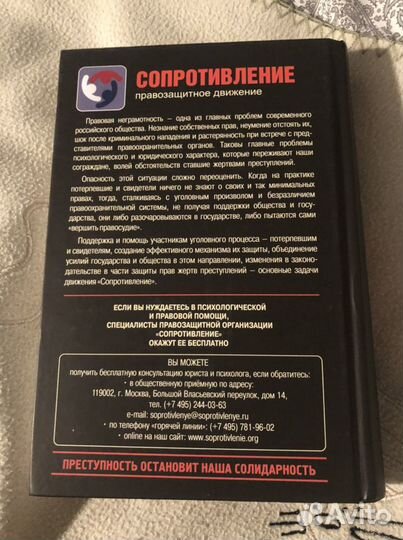 СОПРОТИВЛЕНИЕ
правозащитное движение
Правовая неграмотность – одна из главных проблем современного
российского общества. Незнание собственных прав, неумение отстоять их,
шок после криминального нападения и растерянность при встрече с пред-
ставителями правоохранительных органов. Таковы главные проблемы
психологического и юридического характера, которые переживают наши
сограждане, волей обстоятельств ставшие жертвами преступлений.
Опасность этой ситуации сложно переоценить. Когда на практике
потерпевшие и свидетели ничего не знают о своих и так минимальных
правах, тогда, сталкиваясь с уголовным произволом и безразличием
правоохранительной системы, не получая поддержки общества и госу-
дарства, они либо разочаровываются в государстве, либо пытаются сами
«вершить правосудие».
Поддержка и помощь участникам уголовного процесса – потерпевшим
и свидетелям, создание эффективного механизма их защиты, объединение
усилий государства и общества в этом направлении, изменения в законо-
дательстве в части защиты прав жертв преступлений – основные задачи
движения «Сопротивление».
ЕСЛИ ВЫ НУЖДАЕТЕСЬ В ПСИХОЛОГИЧЕСКОЙ
И ПРАВОВОЙ ПОМОЩИ,
СПЕЦИАЛИСТЫ ПРАВОЗАЩИТНОЙ ОРГАНИЗАЦИИ
«СОПРОТИВЛЕНИЕ»
ОКАЖУТ ЕЕ БЕСПЛАТНО
ВЫ МОЖЕТЕ
получить бесплатную консультацию юриста и психолога, если обратитесь:
• в общественную приёмную по адресу:
119002, г. Москва, Большой Власьевский переулок, дом 14,
тел. (+7 495) 244-03-63
e-mail: soprotivlenye@soprotivlenye.ru
• по телефону «горячей линии»: (+7 495) 781-96-02
• online на наш сайт: www.soprotivlenie.org
ПРЕСТУПНОСТЬ ОСТАНОВИТ НАША СОЛИДАРНОСТЬ
Avito